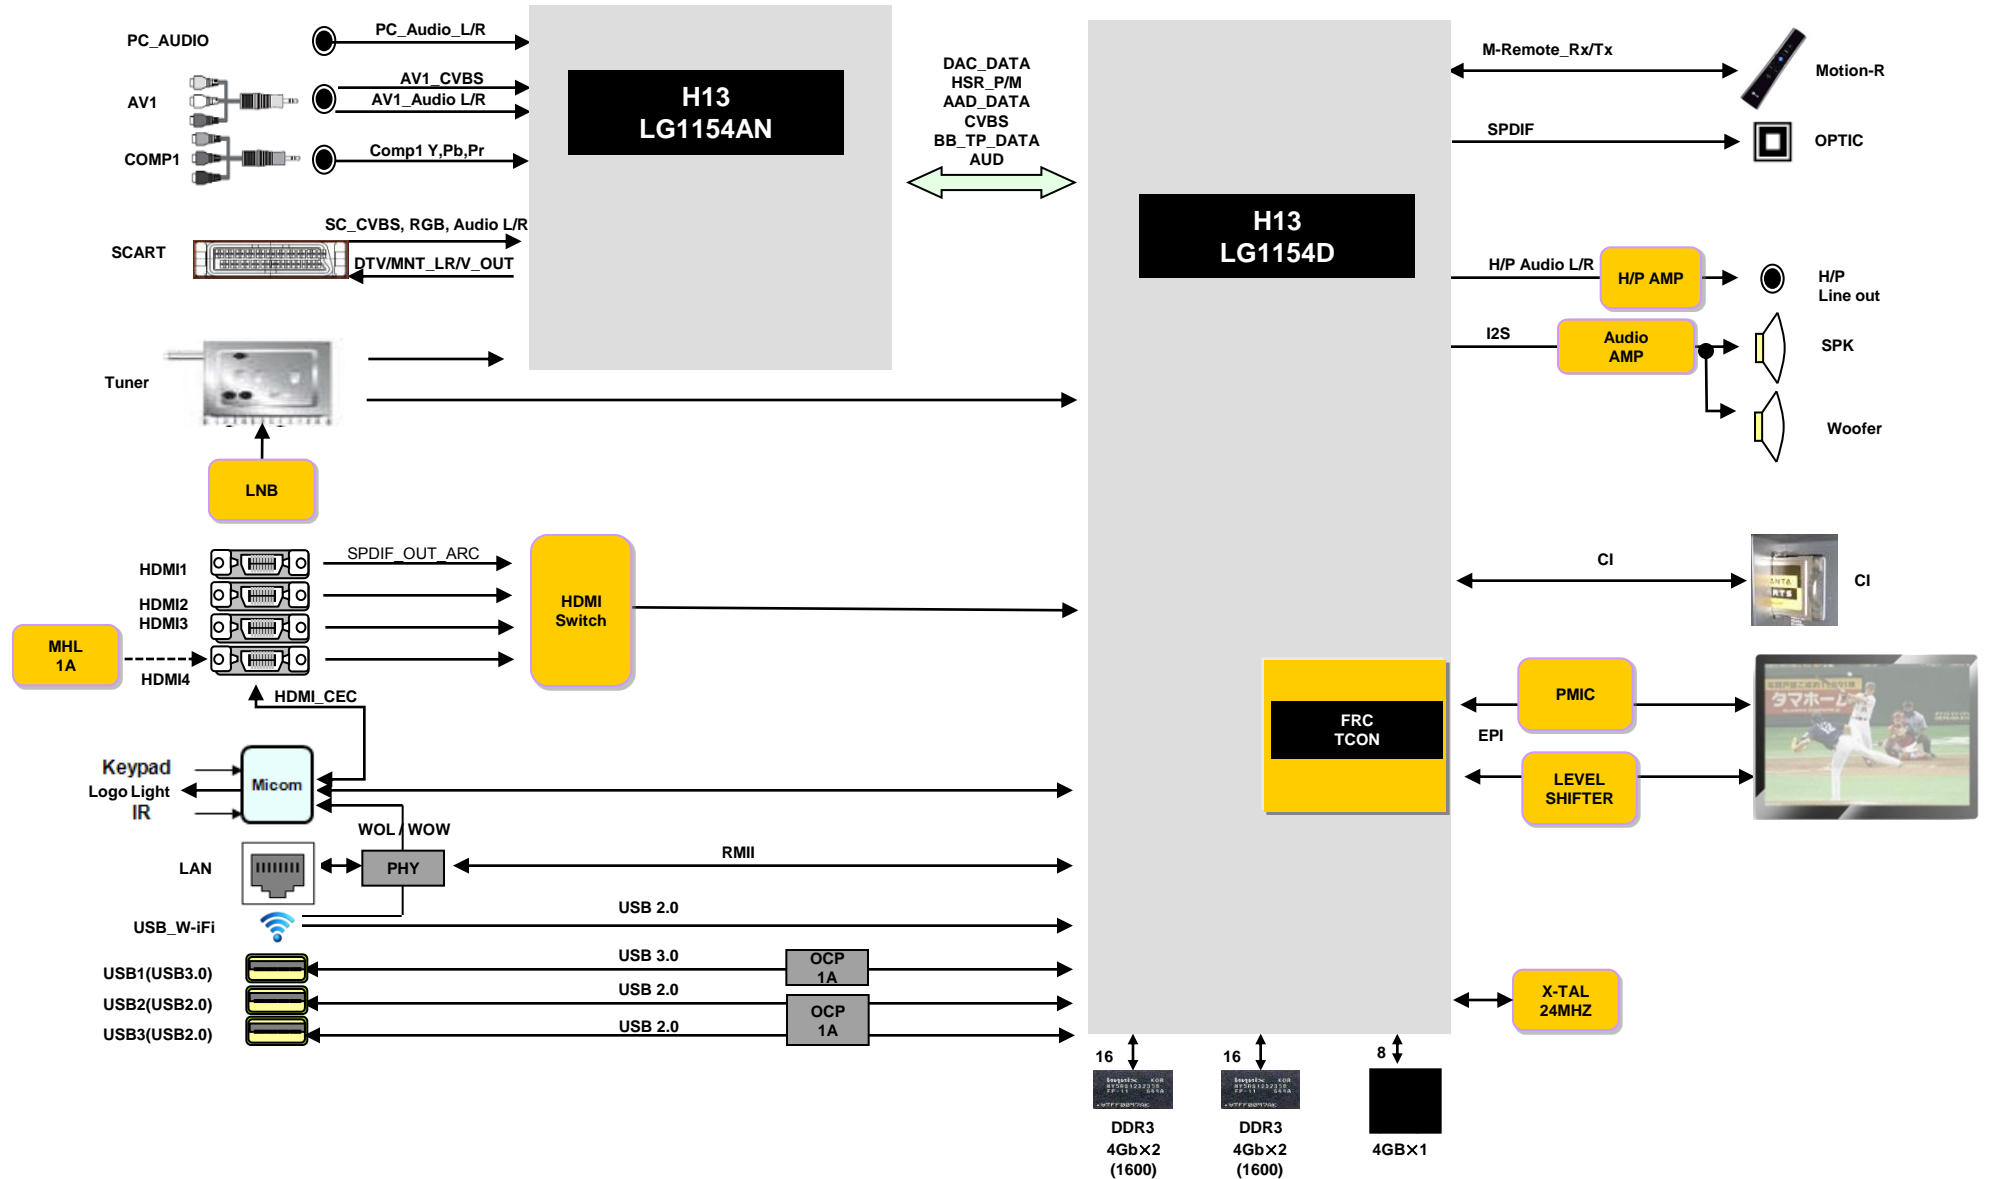 PC_AUDIO
PC_Audio_L/R
AV1
AV1_CVBS
AV1_Audio L/R
COMP1
Comp1 Y,Pb,Pr
SCART
SC_CVBS, RGB, Audio L/R
DTV/MNT_LR/V_OUT
Tuner
LNB
H13
LG1154AN
DAC_DATA
HSR_P/M
AAD_DATA
CVBS
BB_TP_DATA
AUD
H13
LG1154D
M-Remote_Rx/Tx
Motion-R
SPDIF
OPTIC
H/P Audio L/R
H/P AMP
H/P
Line out
I2S
Audio
AMP
SPK
Woofer
HDMI1
HDMI2
HDMI3
HDMI4
MHL
1A
SPDIF_OUT_ARC
HDMI
Switch
HDMI_CEC
CI
CI
FRC
TCON
PMIC
EPI
LEVEL
SHIFTER
タマホーム
Keypad
Logo Light
IR
Micom
WOL / WOW
LAN
PHY
RMII
USB_W-iFi
USB 2.0
USB1(USB3.0)
USB 3.0
OCP
1A
USB2(USB2.0)
USB 2.0
OCP
1A
USB3(USB2.0)
USB 2.0
X-TAL
24MHZ
16
16
8
DDR3
4Gb×2
(1600)
DDR3
4Gb×2
(1600)
4GB×1